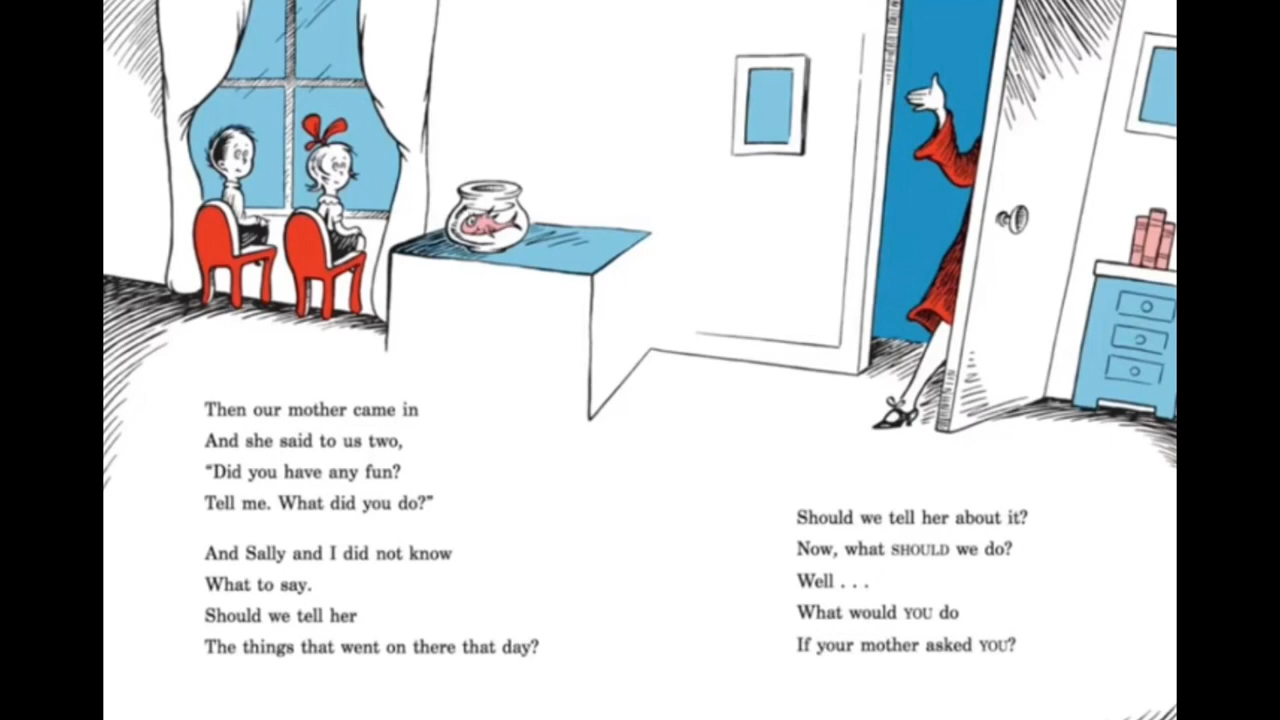 Then our mother came in
And she said to us two,
“Did you have any fun?
Tell me. What did you do?”
And Sally and I did not know
What to say.
Should we tell her
The things that went on there that day?
Should we tell her about it?
Now, what SHOULD we do?
Well . . .
What would YOU do
If your mother asked YOU?